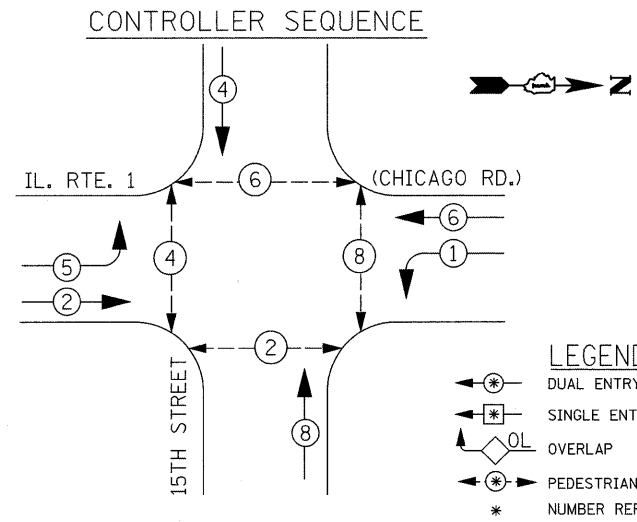 CONTROLLER SEQUENCE
4
N
IL. RTE. 1
6
(CHICAGO RD.)
6
5
4
8
1
2
2
LEGEND
* DUAL ENTRY
* SINGLE ENT
OL OVERLAP
* PEDESTRIAN
* NUMBER REF
15TH STREET
8